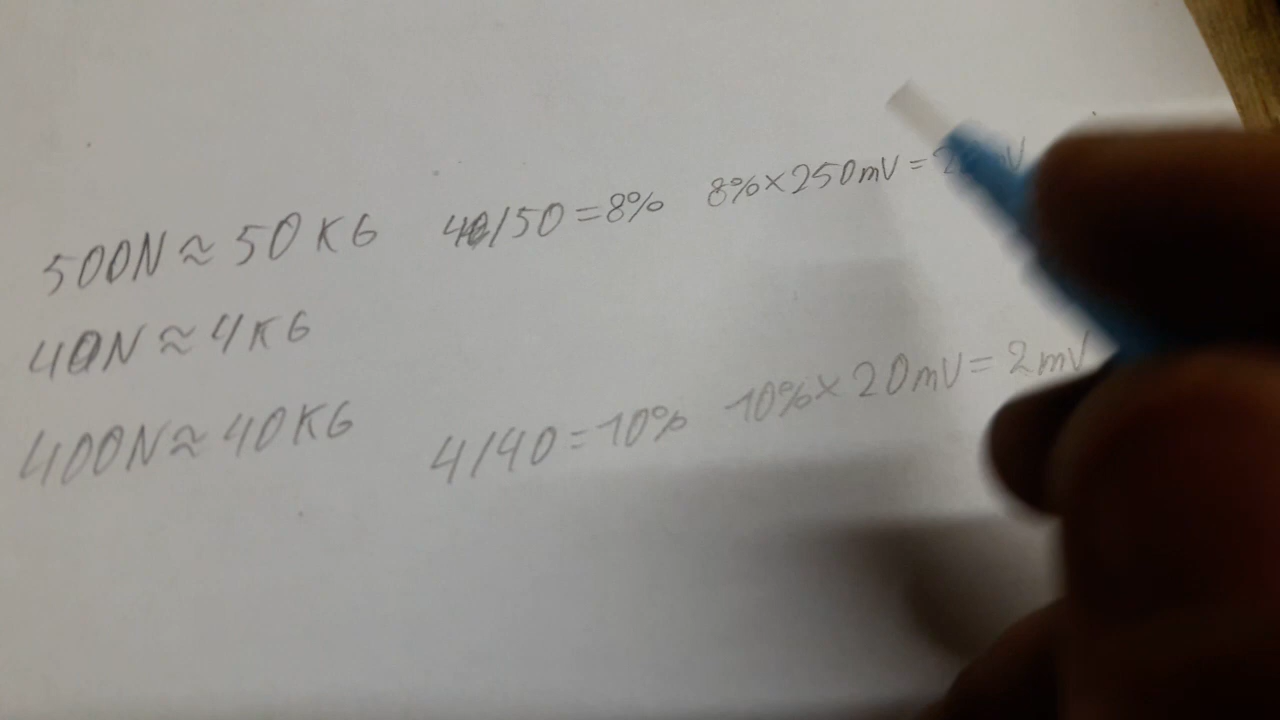 500N ≈ 50 KG 4/50 = 8% 8% × 250mV =
40N ≈ 4 KG
400N ≈ 40 KG 4/40 = 10% 10% × 20mV = 2mV